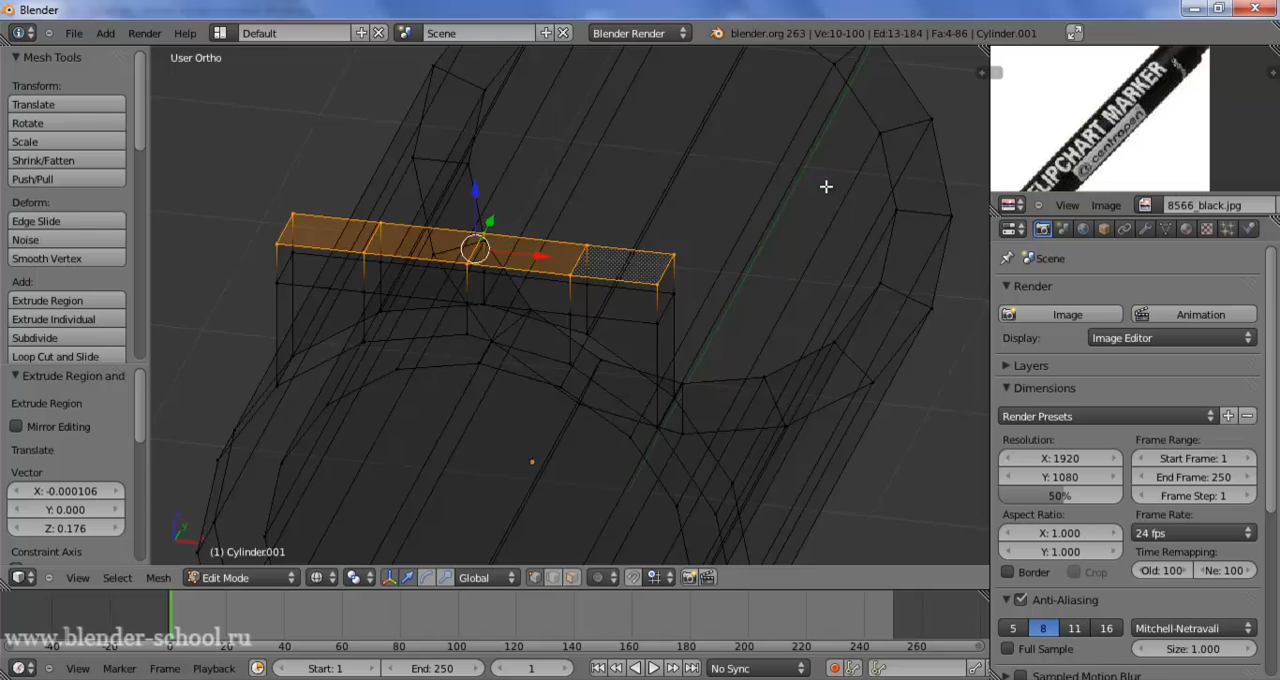 Blender
File Add Render Help Default Scene Blender Render blender.org 263 | Ve:10-100 | Ed:13-184 | Fa:4-86 | Cylinder.001
Mesh Tools
Transform:
Translate
Rotate
Scale
Shrink/Fatten
Push/Pull
Deform:
Edge Slide
Noise
Smooth Vertex
Add:
Extrude Region
Extrude Individual
Subdivide
Loop Cut and Slide
Extrude Region and
Extrude Region
Mirror Editing
Translate
Vector
X: -0.000106
Y: 0.000
Z: 0.176
Constraint Axis
User Ortho
(1) Cylinder.001
View Select Mesh Edit Mode Global
FLIPCHART MARKER
centropen
View Image 8566_black.jpg
Scene
Render
Image Animation
Display: Image Editor
Layers
Dimensions
Render Presets
Resolution: Frame Range:
X: 1920 Start Frame: 1
Y: 1080 End Frame: 250
50% Frame Step: 1
Aspect Ratio: Frame Rate:
X: 1.000 24 fps
Y: 1.000 Time Remapping:
Border Crop Old: 100 Ne: 100
Anti-Aliasing
5 8 11 16 Mitchell-Netravali
Full Sample Size: 1.000
Sampled Motion Blur
www.blender-school.ru
-40 -20 0 20 40 60 80 100 120 140 160 180 200 220 240 260
View Marker Frame Playback Start: 1 End: 250 1 No Sync